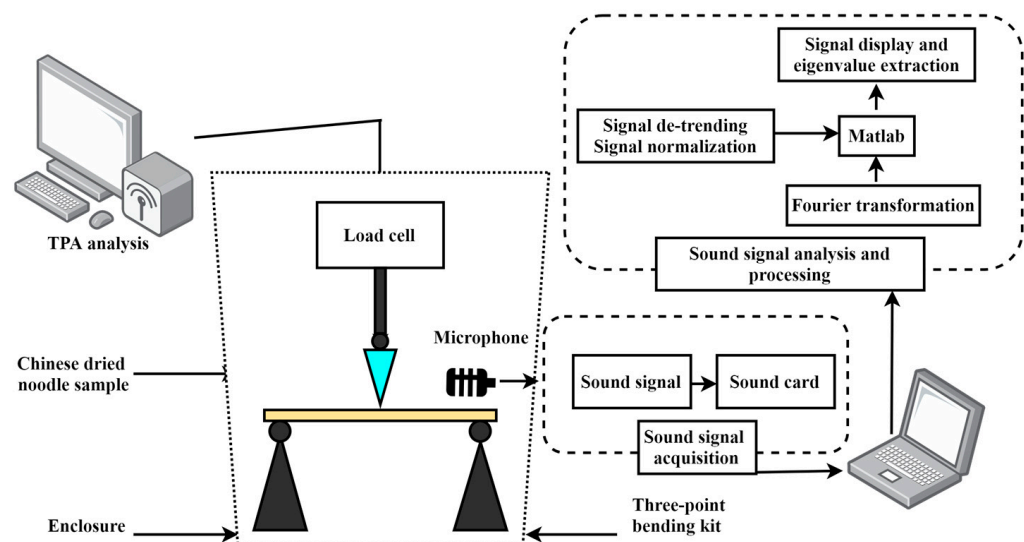 Signal display and
eigenvalue extraction
Signal de-trending
Signal normalization
Matlab
Fourier transformation
TPA analysis
Load cell
Sound signal analysis and
processing
Microphone
Chinese dried
noodle sample
Sound signal
Sound card
Sound signal
acquisition
Enclosure
Three-point
bending kit